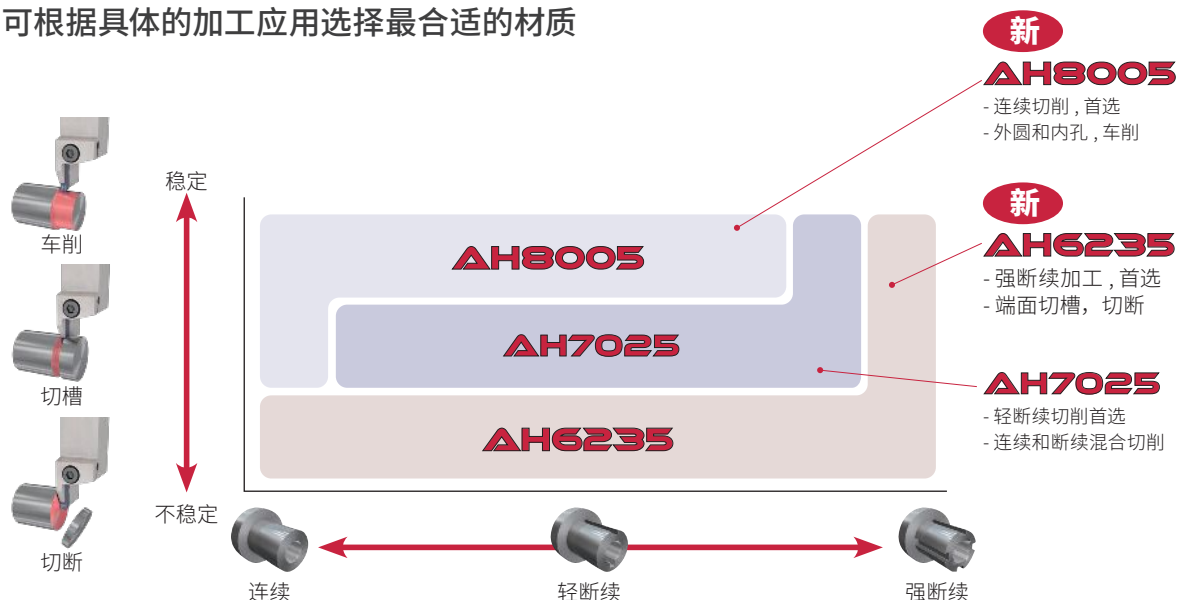 可根据具体的加工应用选择最合适的材质
新
AH8005
- 连续切削 , 首选
- 外圆和内孔 , 车削
新
AH6235
- 强断续加工 , 首选
- 端面切槽，切断
AH7025
- 轻断续切削首选
- 连续和断续混合切削
车削
切槽
切断
稳定
不稳定
AH8005
AH7025
AH6235
连续
轻断续
强断续